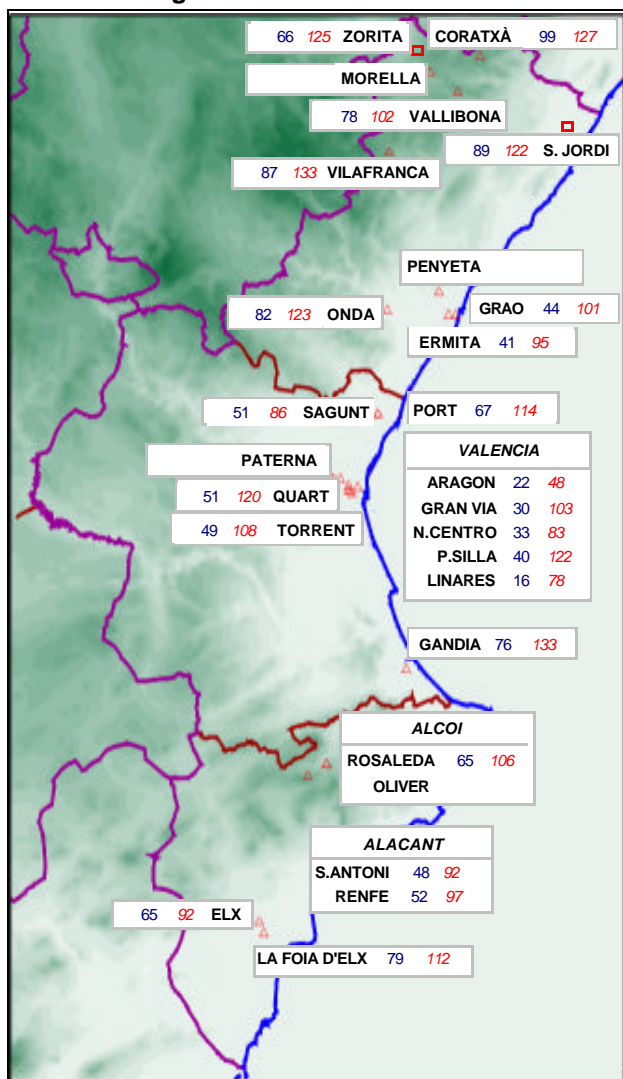 66 125 ZORITA
CORATXÀ 99 127
MORELLA
78 102 VALLIBONA
89 122 S. JORDI
87 133 VILAFRANCA
PENYETA
82 123 ONDA
GRAO 44 101
ERMITA 41 95
51 86 SAGUNT
PORT 67 114
PATERNA
51 120 QUART
49 108 TORRENT
VALENCIA
ARAGON 22 48
GRAN VIA 30 103
N.CENTRO 33 83
P.SILLA 40 122
LINARES 16 78
GANDIA 76 133
ALCOI
ROSALEDA 65 106
OLIVER
ALACANT
S.ANTONI 48 92
RENFE 52 97
65 92 ELX
LA FOIA D'ELX 79 112